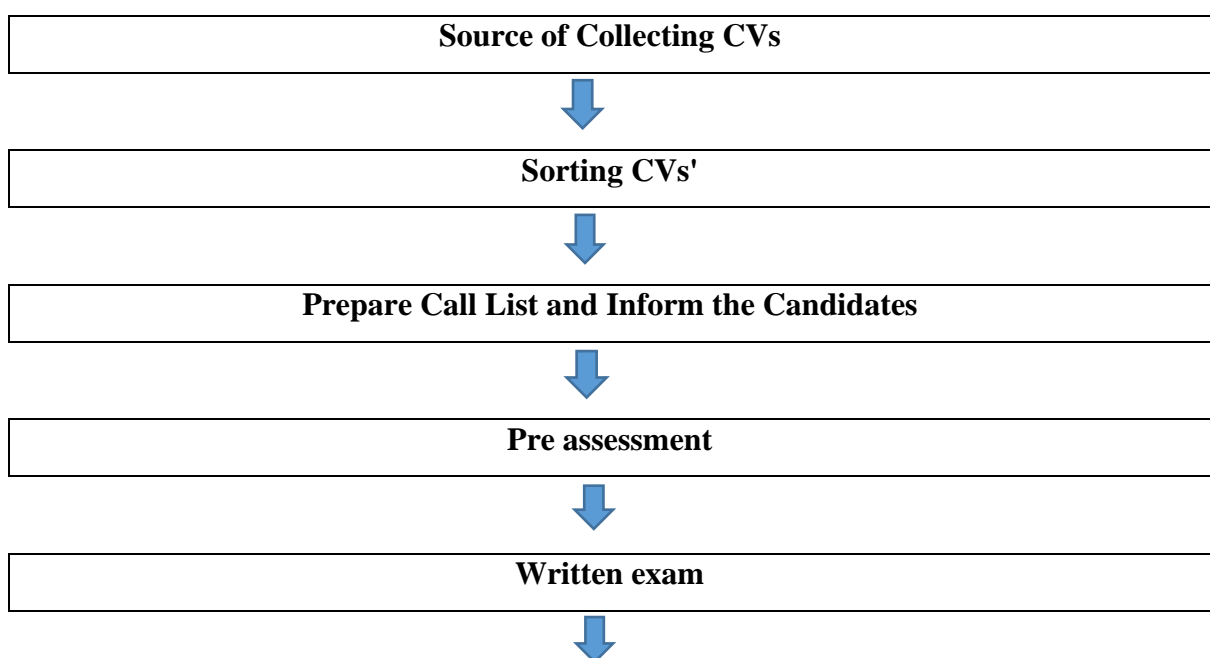 Source of Collecting CVs
Sorting CVs'
Prepare Call List and Inform the Candidates
Pre assessment
Written exam